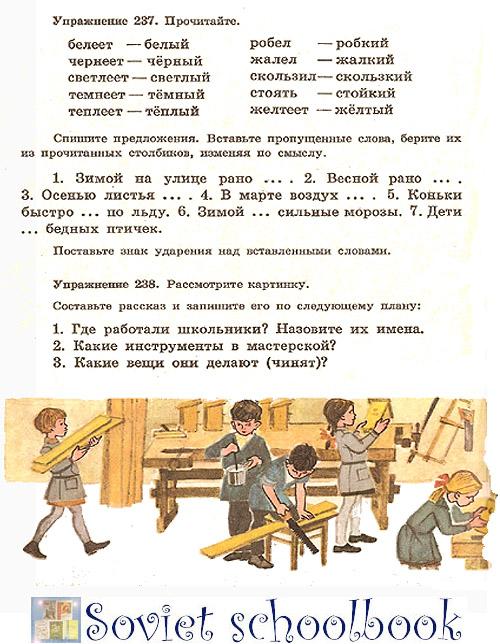 Упражнение 237. Прочитайте.
белеет — белый
чернеет — чёрный
светлеет — светлый
темнеет — тёмный
теплеет — тёплый
робел — робкий
жалел — жалкий
скользил — скользкий
стоять — стойкий
желтеет — жёлтый
Спишите предложения. Вставьте пропущенные слова, берите их
из прочитанных столбиков, изменяя по смыслу.
1. Зимой на улице рано ... . 2. Весной рано ... .
3. Осенью листья ... . 4. В марте воздух ... . 5. Коньки
быстро ... по льду. 6. Зимой ... сильные морозы. 7. Дети
... бедных птичек.
Поставьте знак ударения над вставленными словами.
Упражнение 238. Рассмотрите картинку.
Составьте рассказ и запишите его по следующему плану:
1. Где работали школьники? Назовите их имена.
2. Какие инструменты в мастерской?
3. Какие вещи они делают (чинят)?
Soviet schoolbook